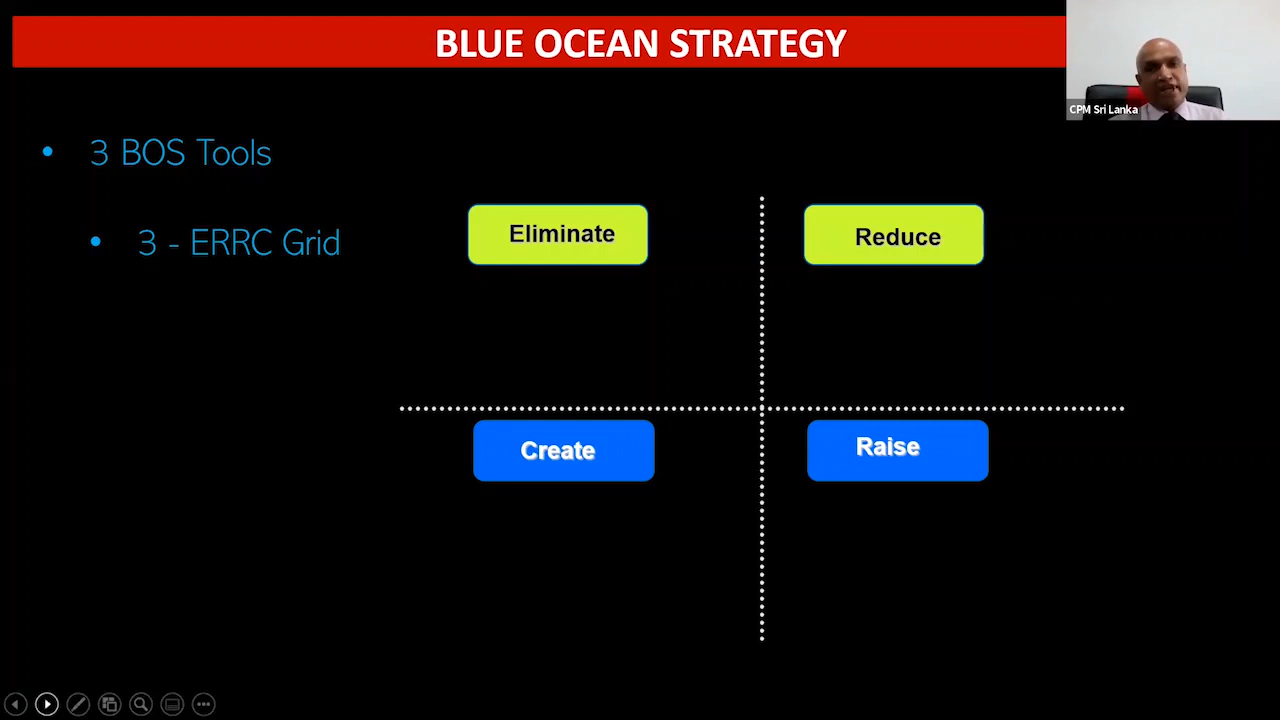 BLUE OCEAN STRATEGY
CPM Sri Lanka
• 3 BOS Tools
• 3 - ERRC Grid
Eliminate
Reduce
Create
Raise